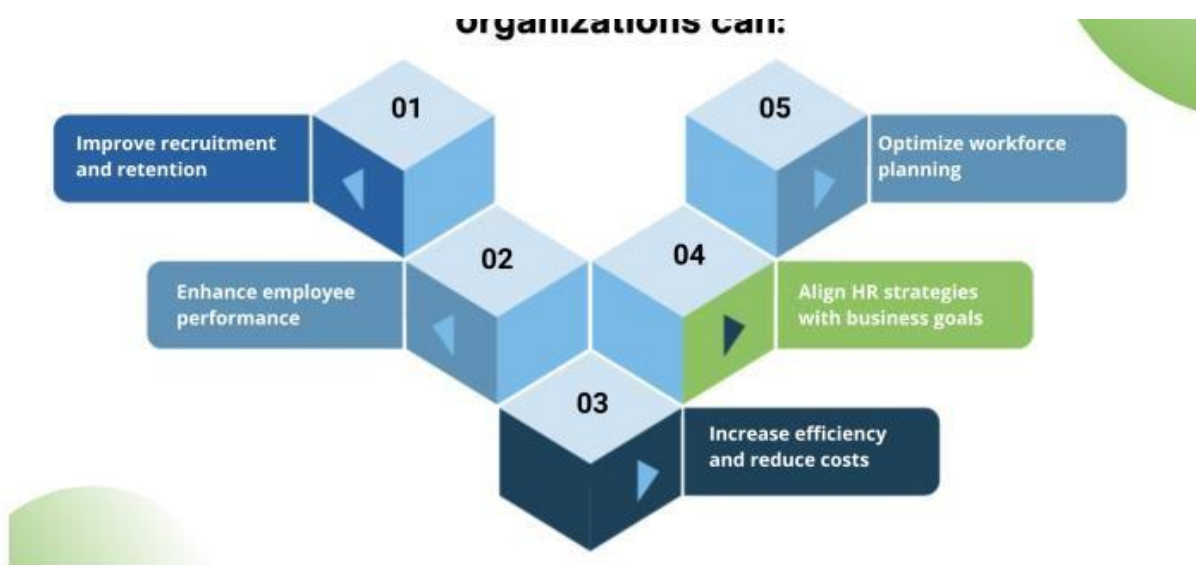 organizations can:
01
Improve recruitment
and retention
02
Enhance employee
performance
03
Increase efficiency
and reduce costs
04
Align HR strategies
with business goals
05
Optimize workforce
planning